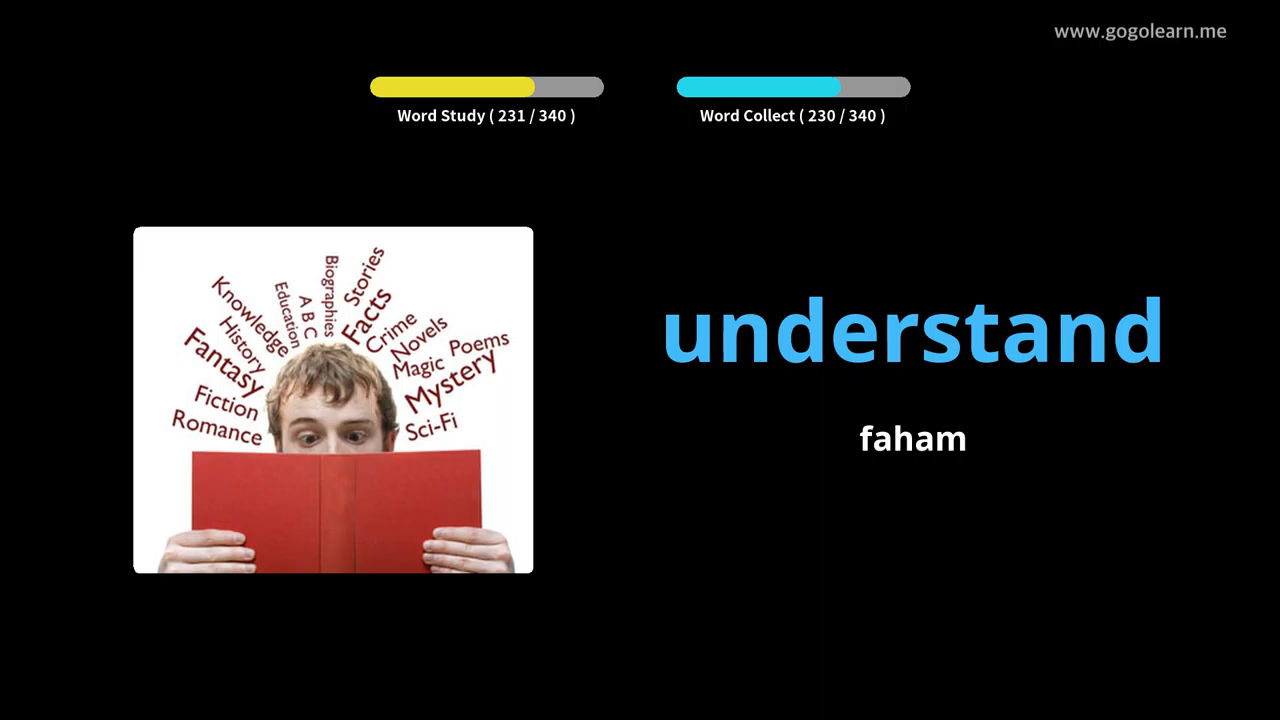 www.gogolearn.me
Word Study ( 231 / 340 )
Word Collect ( 230 / 340 )
Biographies
Stories
Education
A B C
Facts
Knowledge
History
Crime
Novels
Poems
Fantasy
Magic
Mystery
Fiction
Romance
Sci-Fi
understand
faham